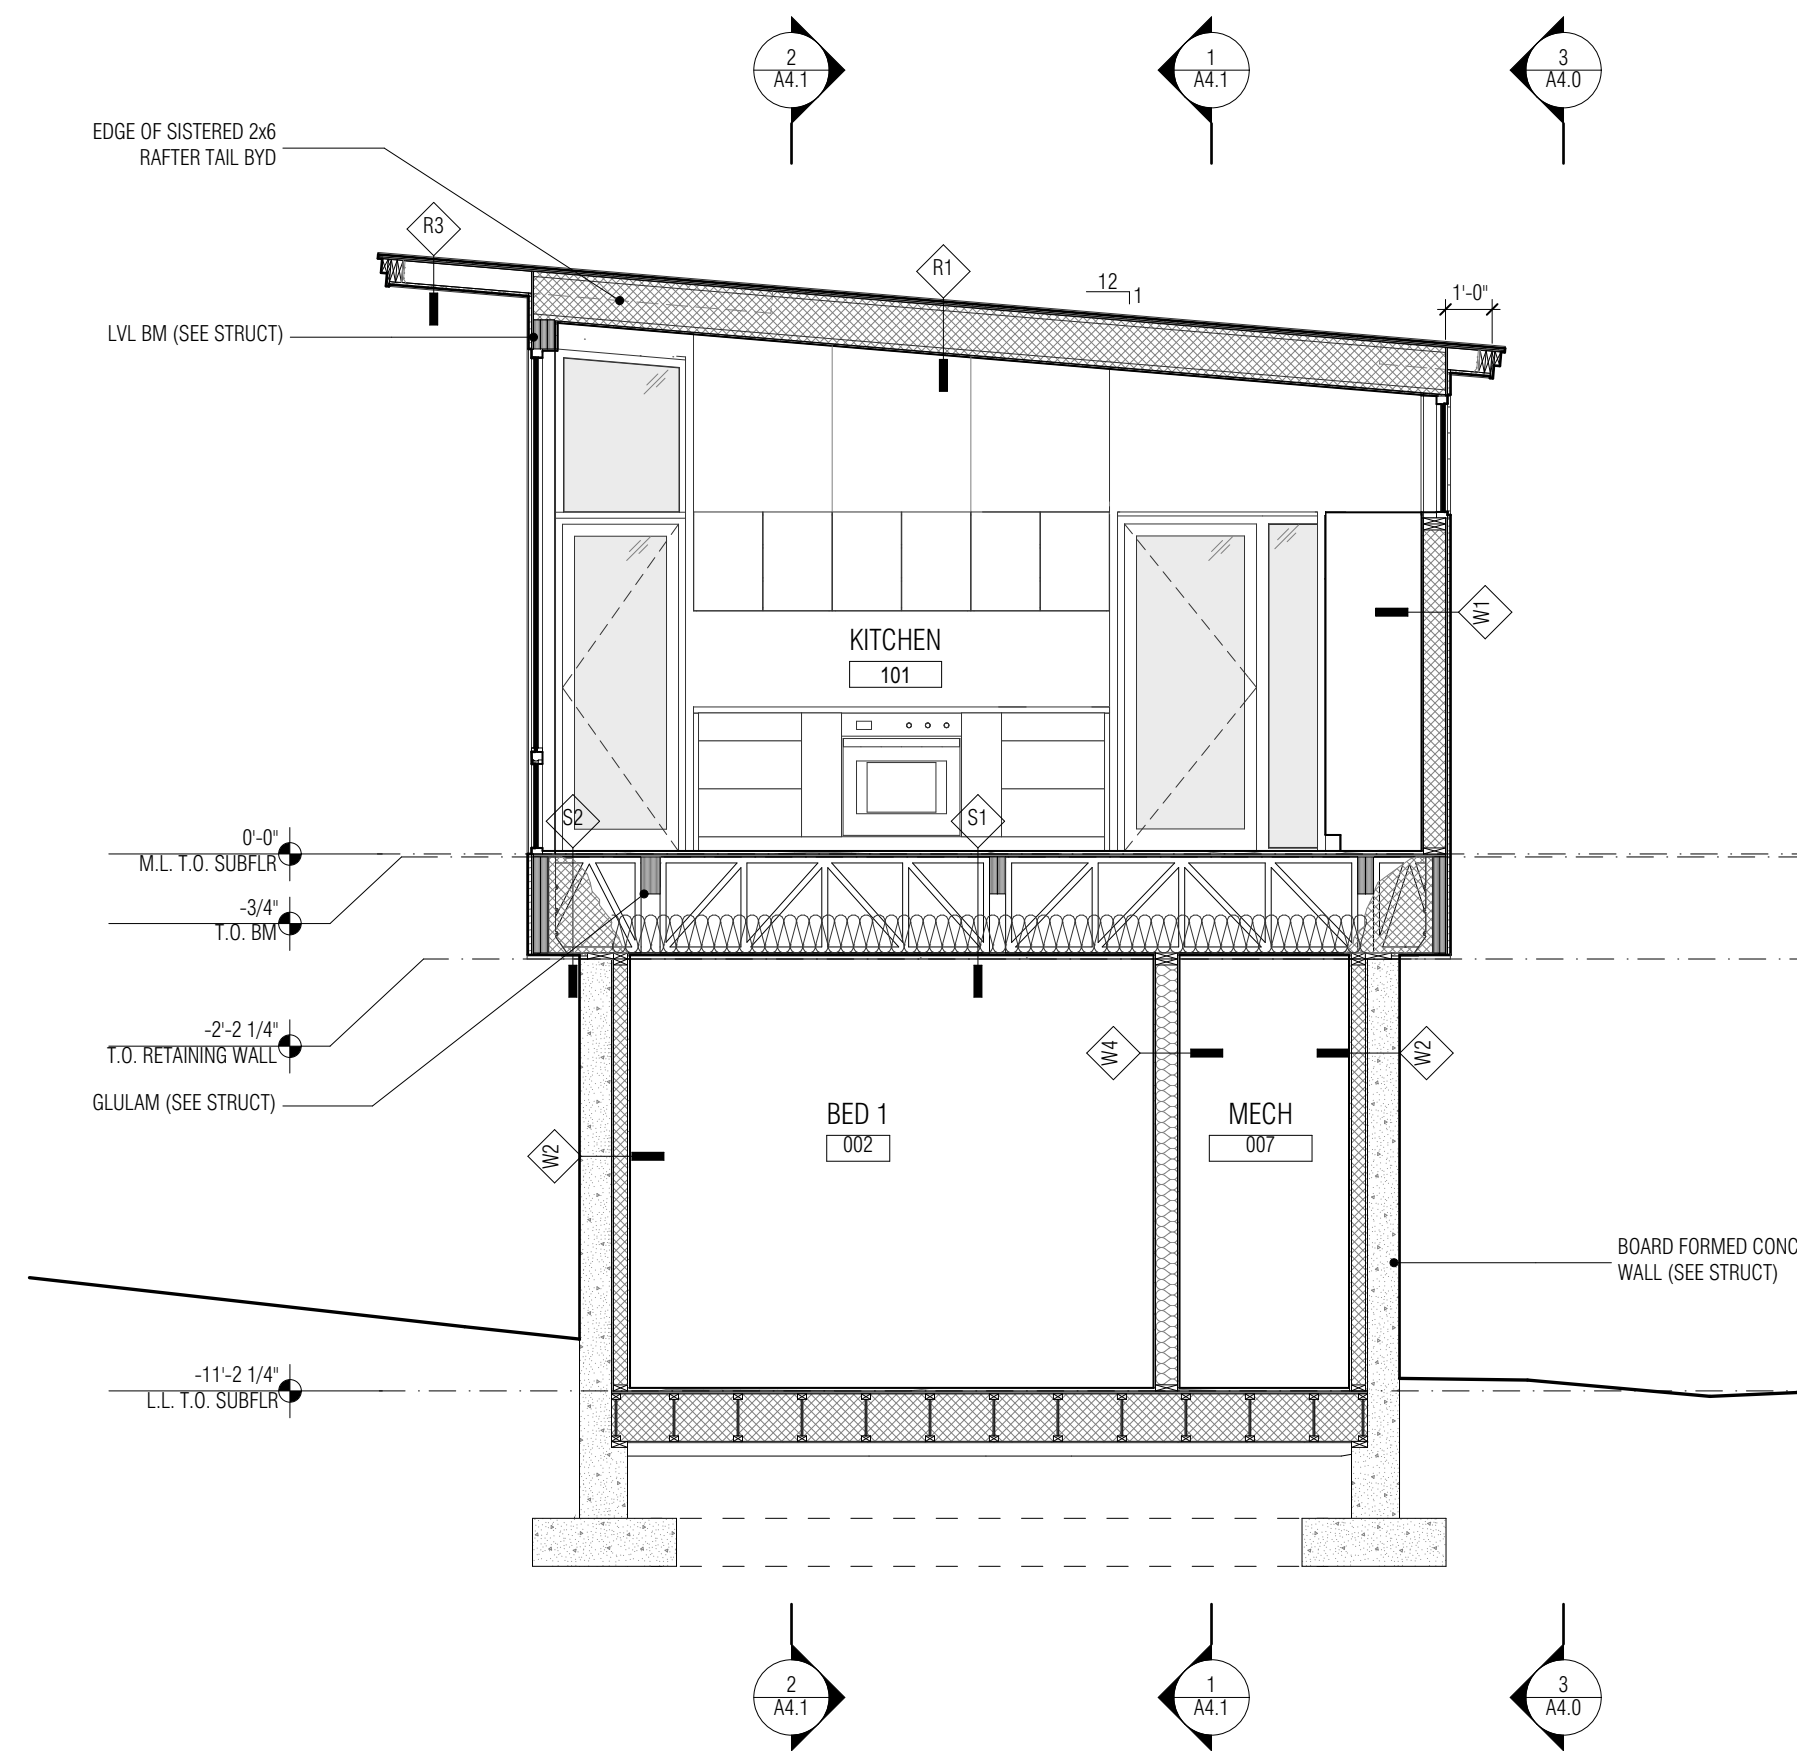 2
A4.1
1
A4.1
3
A4.0
EDGE OF SISTERED 2x6
RAFTER TAIL BYD
R3
R1
12
1
1'-0"
LVL BM (SEE STRUCT)
W1
KITCHEN
101
S2
S1
0'-0"
M.L. T.O. SUBFLR
-3/4"
T.O. BM
-2'-2 1/4"
T.O. RETAINING WALL
GLULAM (SEE STRUCT)
W4
W2
BED 1
002
MECH
007
W2
BOARD FORMED CONC
WALL (SEE STRUCT)
-11'-2 1/4"
L.L. T.O. SUBFLR
2
A4.1
1
A4.1
3
A4.0